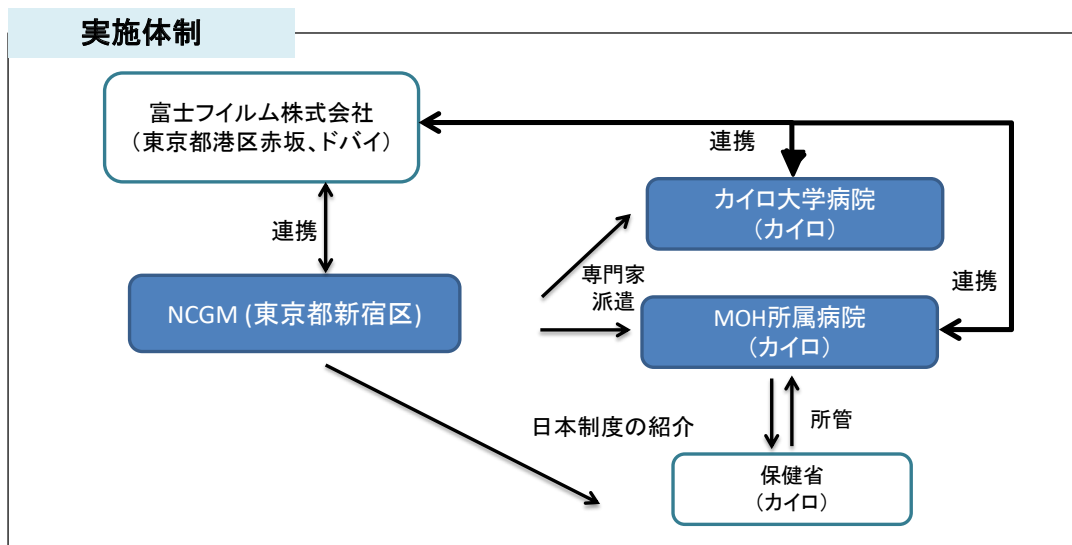 実施体制
富士フイルム株式会社
（東京都港区赤坂、ドバイ）
連携
カイロ大学病院
（カイロ）
連携
専門家
派遣
連携
NCGM (東京都新宿区)
MOH所属病院
（カイロ）
日本制度の紹介
所管
保健省
（カイロ）